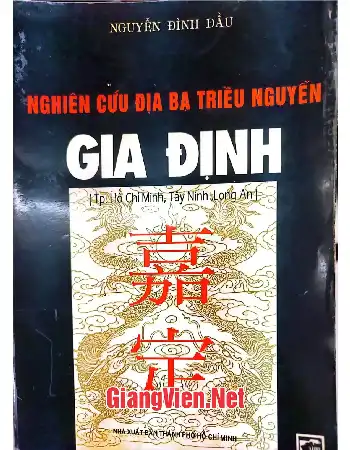 NGUYỄN ĐÌNH ĐẦU
NGHIÊN CỨU ĐỊA BẠ TRIỀU NGUYỄN
GIA ĐỊNH
[Tp. Hồ Chí Minh, Tây Ninh, Long An]
嘉
定
GiangVien.Net
NHÀ XUẤT BẢN THÀNH PHỐ HỒ CHÍ MINH